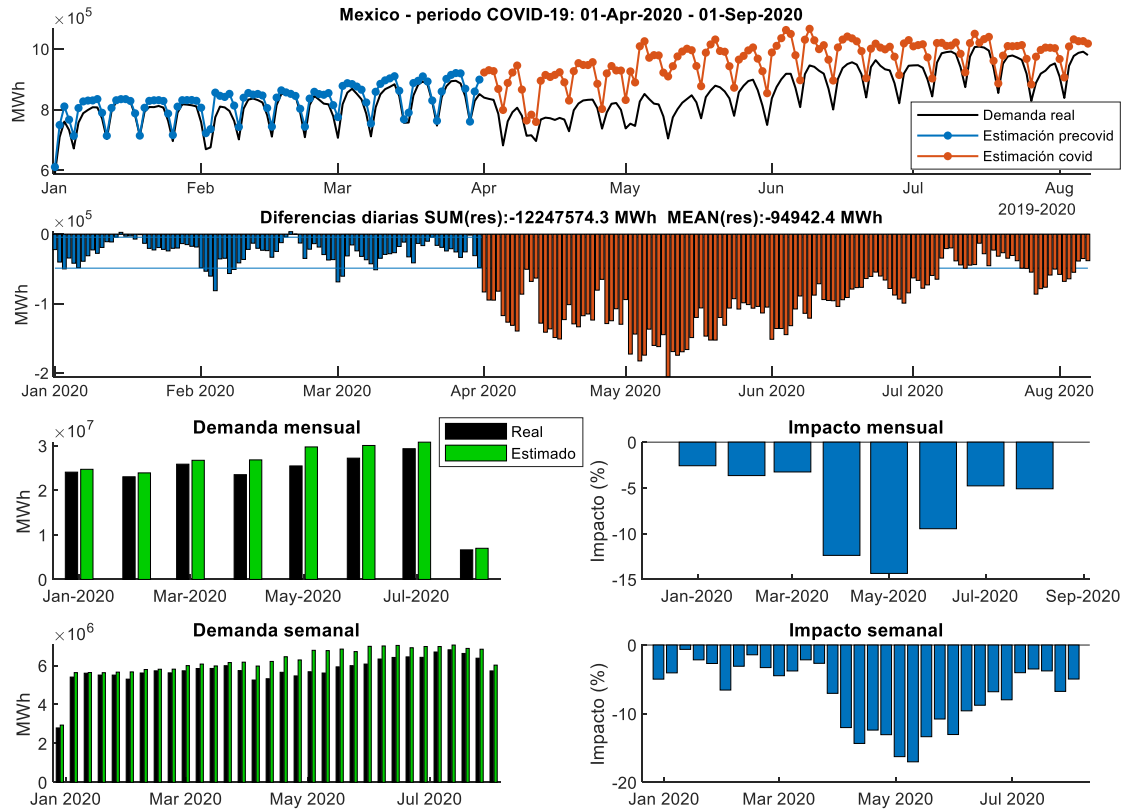 Mexico - periodo COVID-19: 01-Apr-2020 - 01-Sep-2020
× 10^5
10
8
6
MWh
Demanda real
Estimación precovid
Estimación covid
Jan Feb Mar Apr May Jun Jul Aug
2019-2020
Diferencias diarias SUM(res):-12247574.3 MWh MEAN(res):-94942.4 MWh
× 10^5
0
-1
-2
MWh
Jan 2020 Feb 2020 Mar 2020 Apr 2020 May 2020 Jun 2020 Jul 2020 Aug 2020
Demanda mensual
× 10^7
3
2
1
0
MWh
Real
Estimado
Jan-2020 Mar-2020 May-2020 Jul-2020
Impacto mensual
0
-5
-10
-15
Impacto (%)
Jan-2020 Mar-2020 May-2020 Jul-2020 Sep-2020
Demanda semanal
× 10^6
6
4
2
0
MWh
Jan 2020 Mar 2020 May 2020 Jul 2020
Impacto semanal
0
-10
-20
Impacto (%)
Jan 2020 Mar 2020 May 2020 Jul 2020